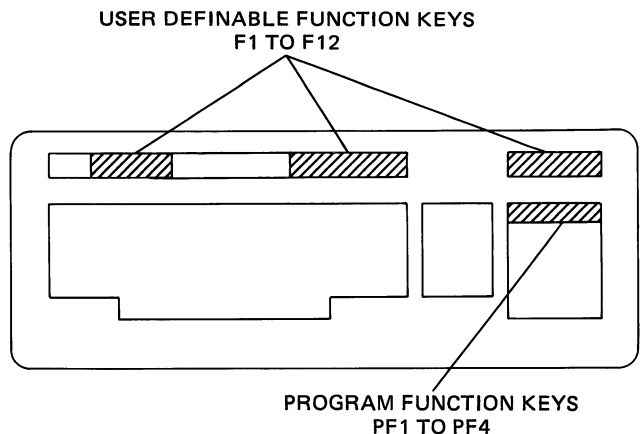 USER DEFINABLE FUNCTION KEYS
F1 TO F12
PROGRAM FUNCTION KEYS
PF1 TO PF4